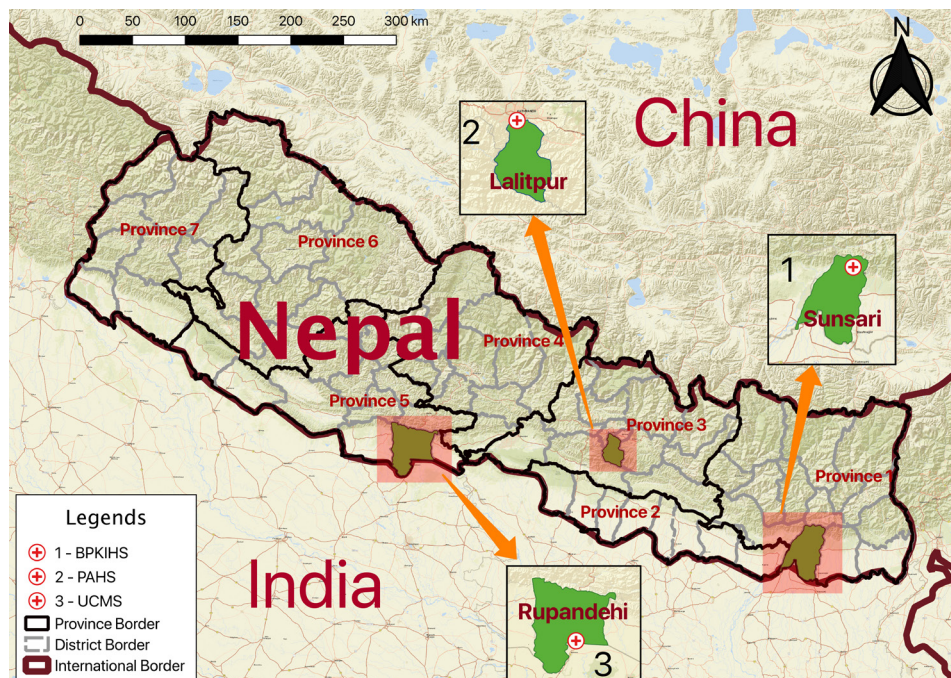 0 50 100 150 200 250 300 km
N
China
2
Lalitpur
1
Sunsari
Province 7
Province 6
Nepal
Province 4
Province 5
Province 3
Province 1
Province 2
India
Rupandehi
3
Legends
1 - BPKIHS
2 - PAHS
3 - UCMS
Province Border
District Border
International Border